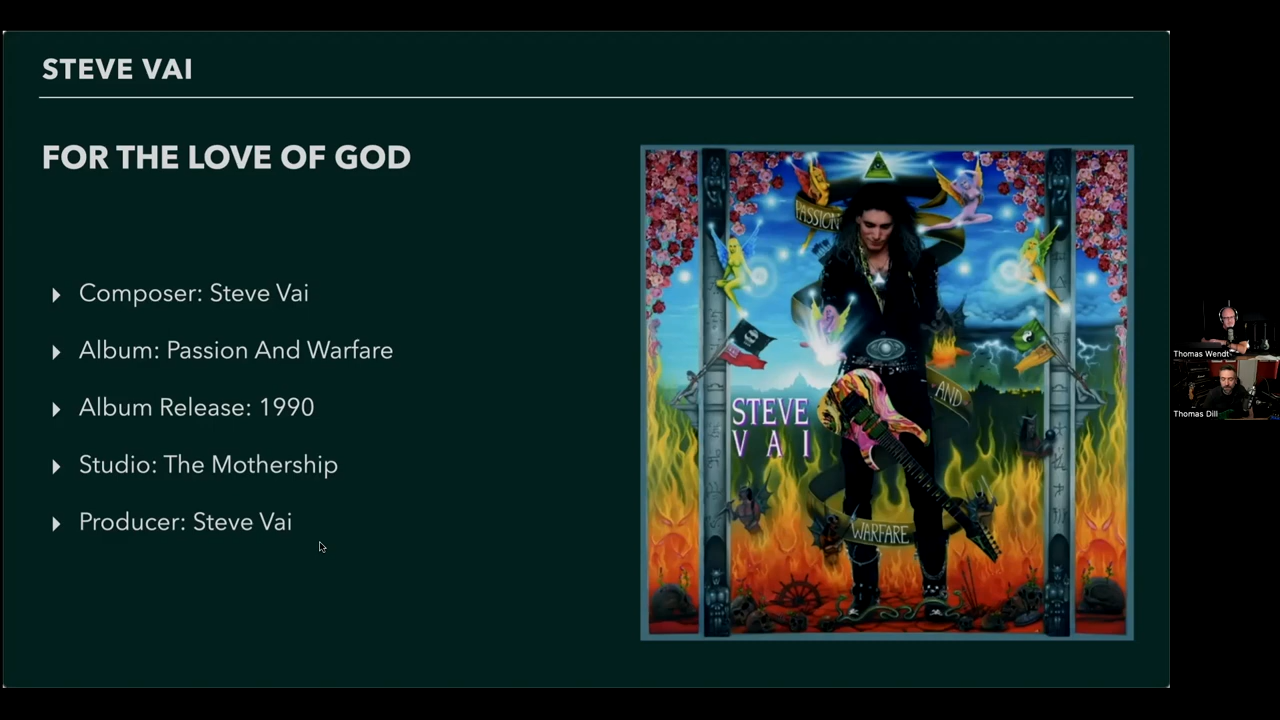 STEVE VAI
FOR THE LOVE OF GOD
Composer: Steve Vai
Album: Passion And Warfare
Album Release: 1990
Studio: The Mothership
Producer: Steve Vai
PASSION
AND
STEVE
VAI
WARFARE
Thomas Wendt
Thomas Dill